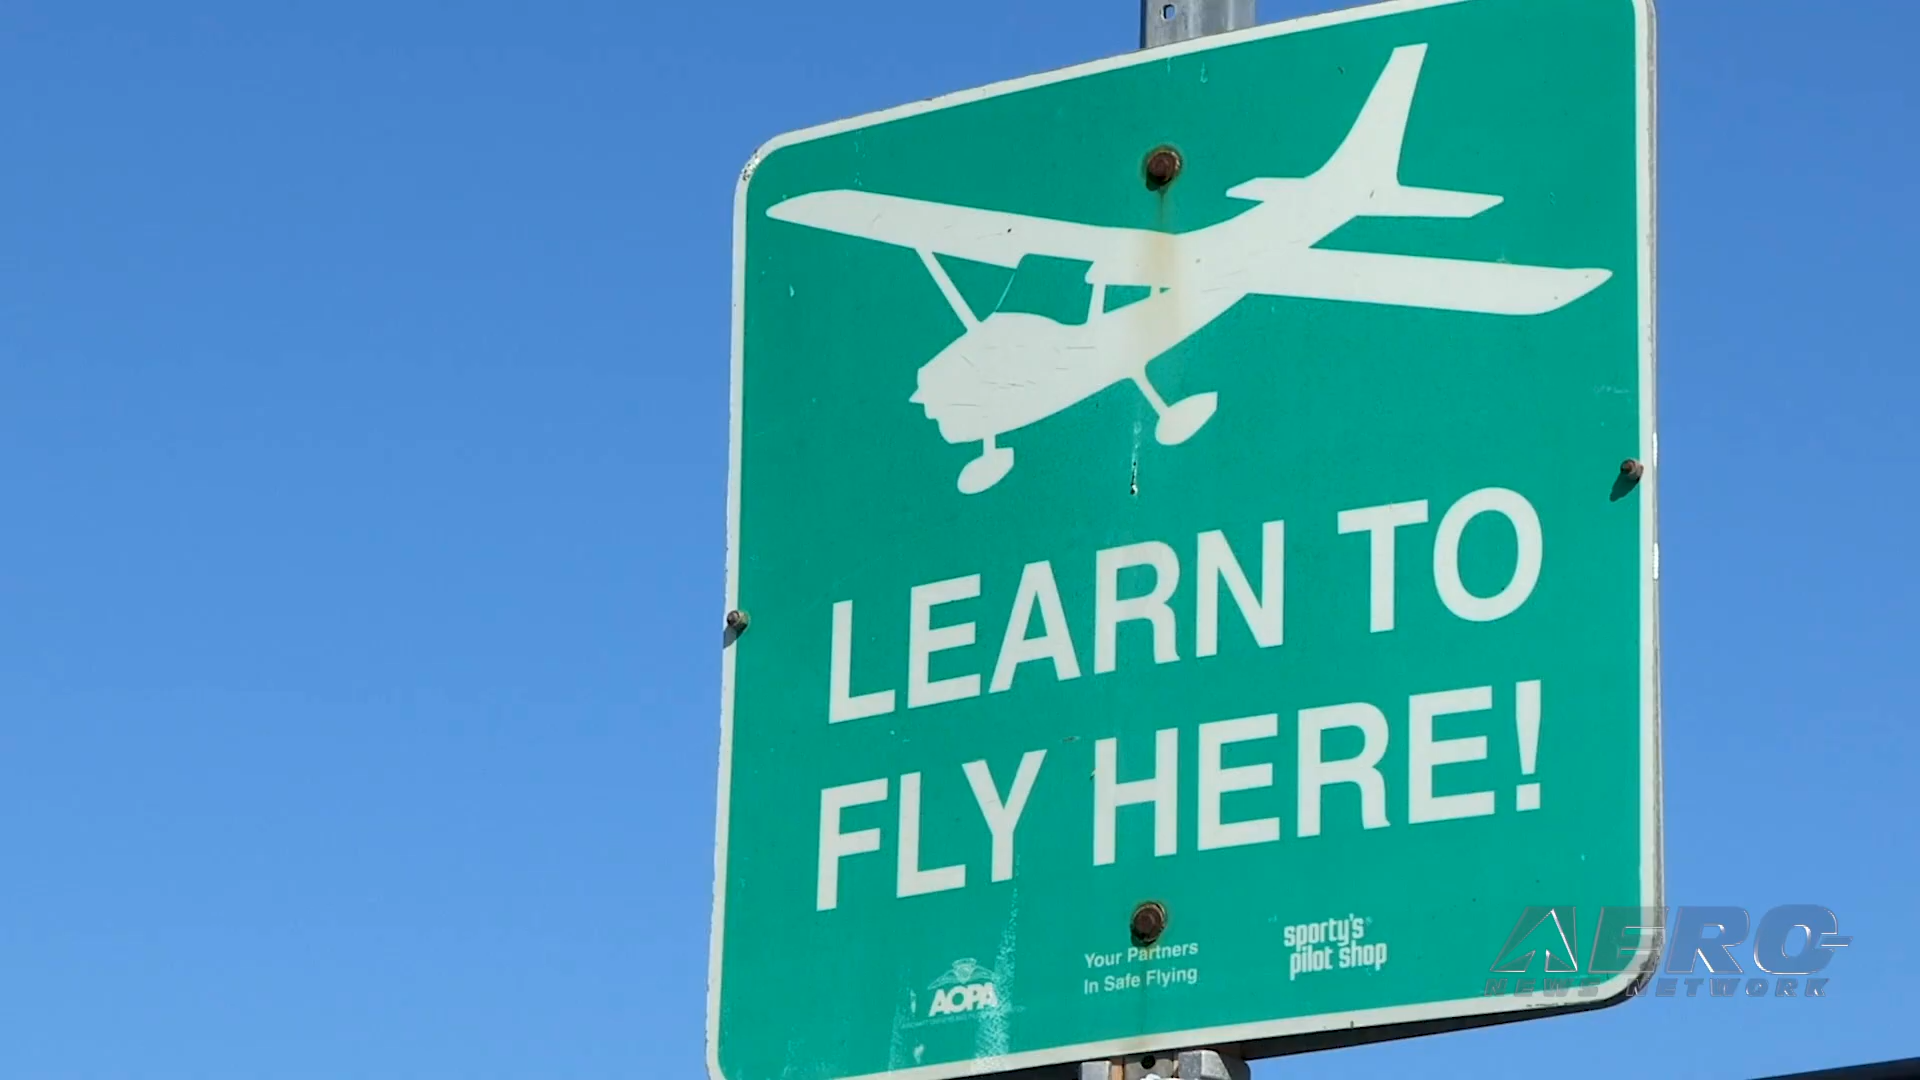 LEARN TO
FLY HERE!
AOPA
Your Partners
In Safe Flying
sporty's
pilot shop
AERO
NEWS NETWORK